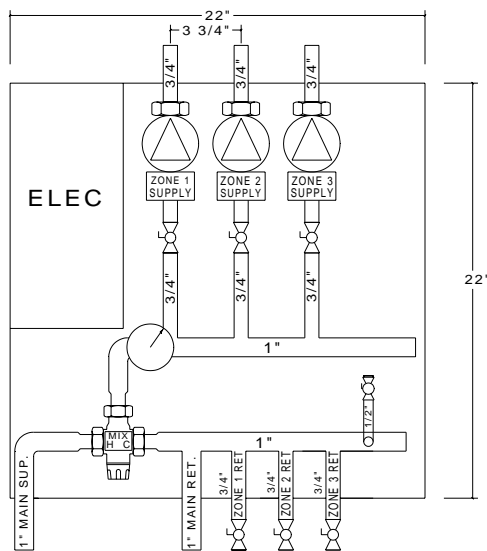 22"
3 3/4"
3/4"
3/4"
3/4"
ELEC
ZONE 1
SUPPLY
ZONE 2
SUPPLY
ZONE 3
SUPPLY
3/4"
3/4"
3/4"
22"
1"
1/2"
MIX
H C
1"
1" MAIN SUP.
1" MAIN RET.
3/4"
ZONE 1 RET
3/4"
ZONE 2 RET
3/4"
ZONE 3 RET